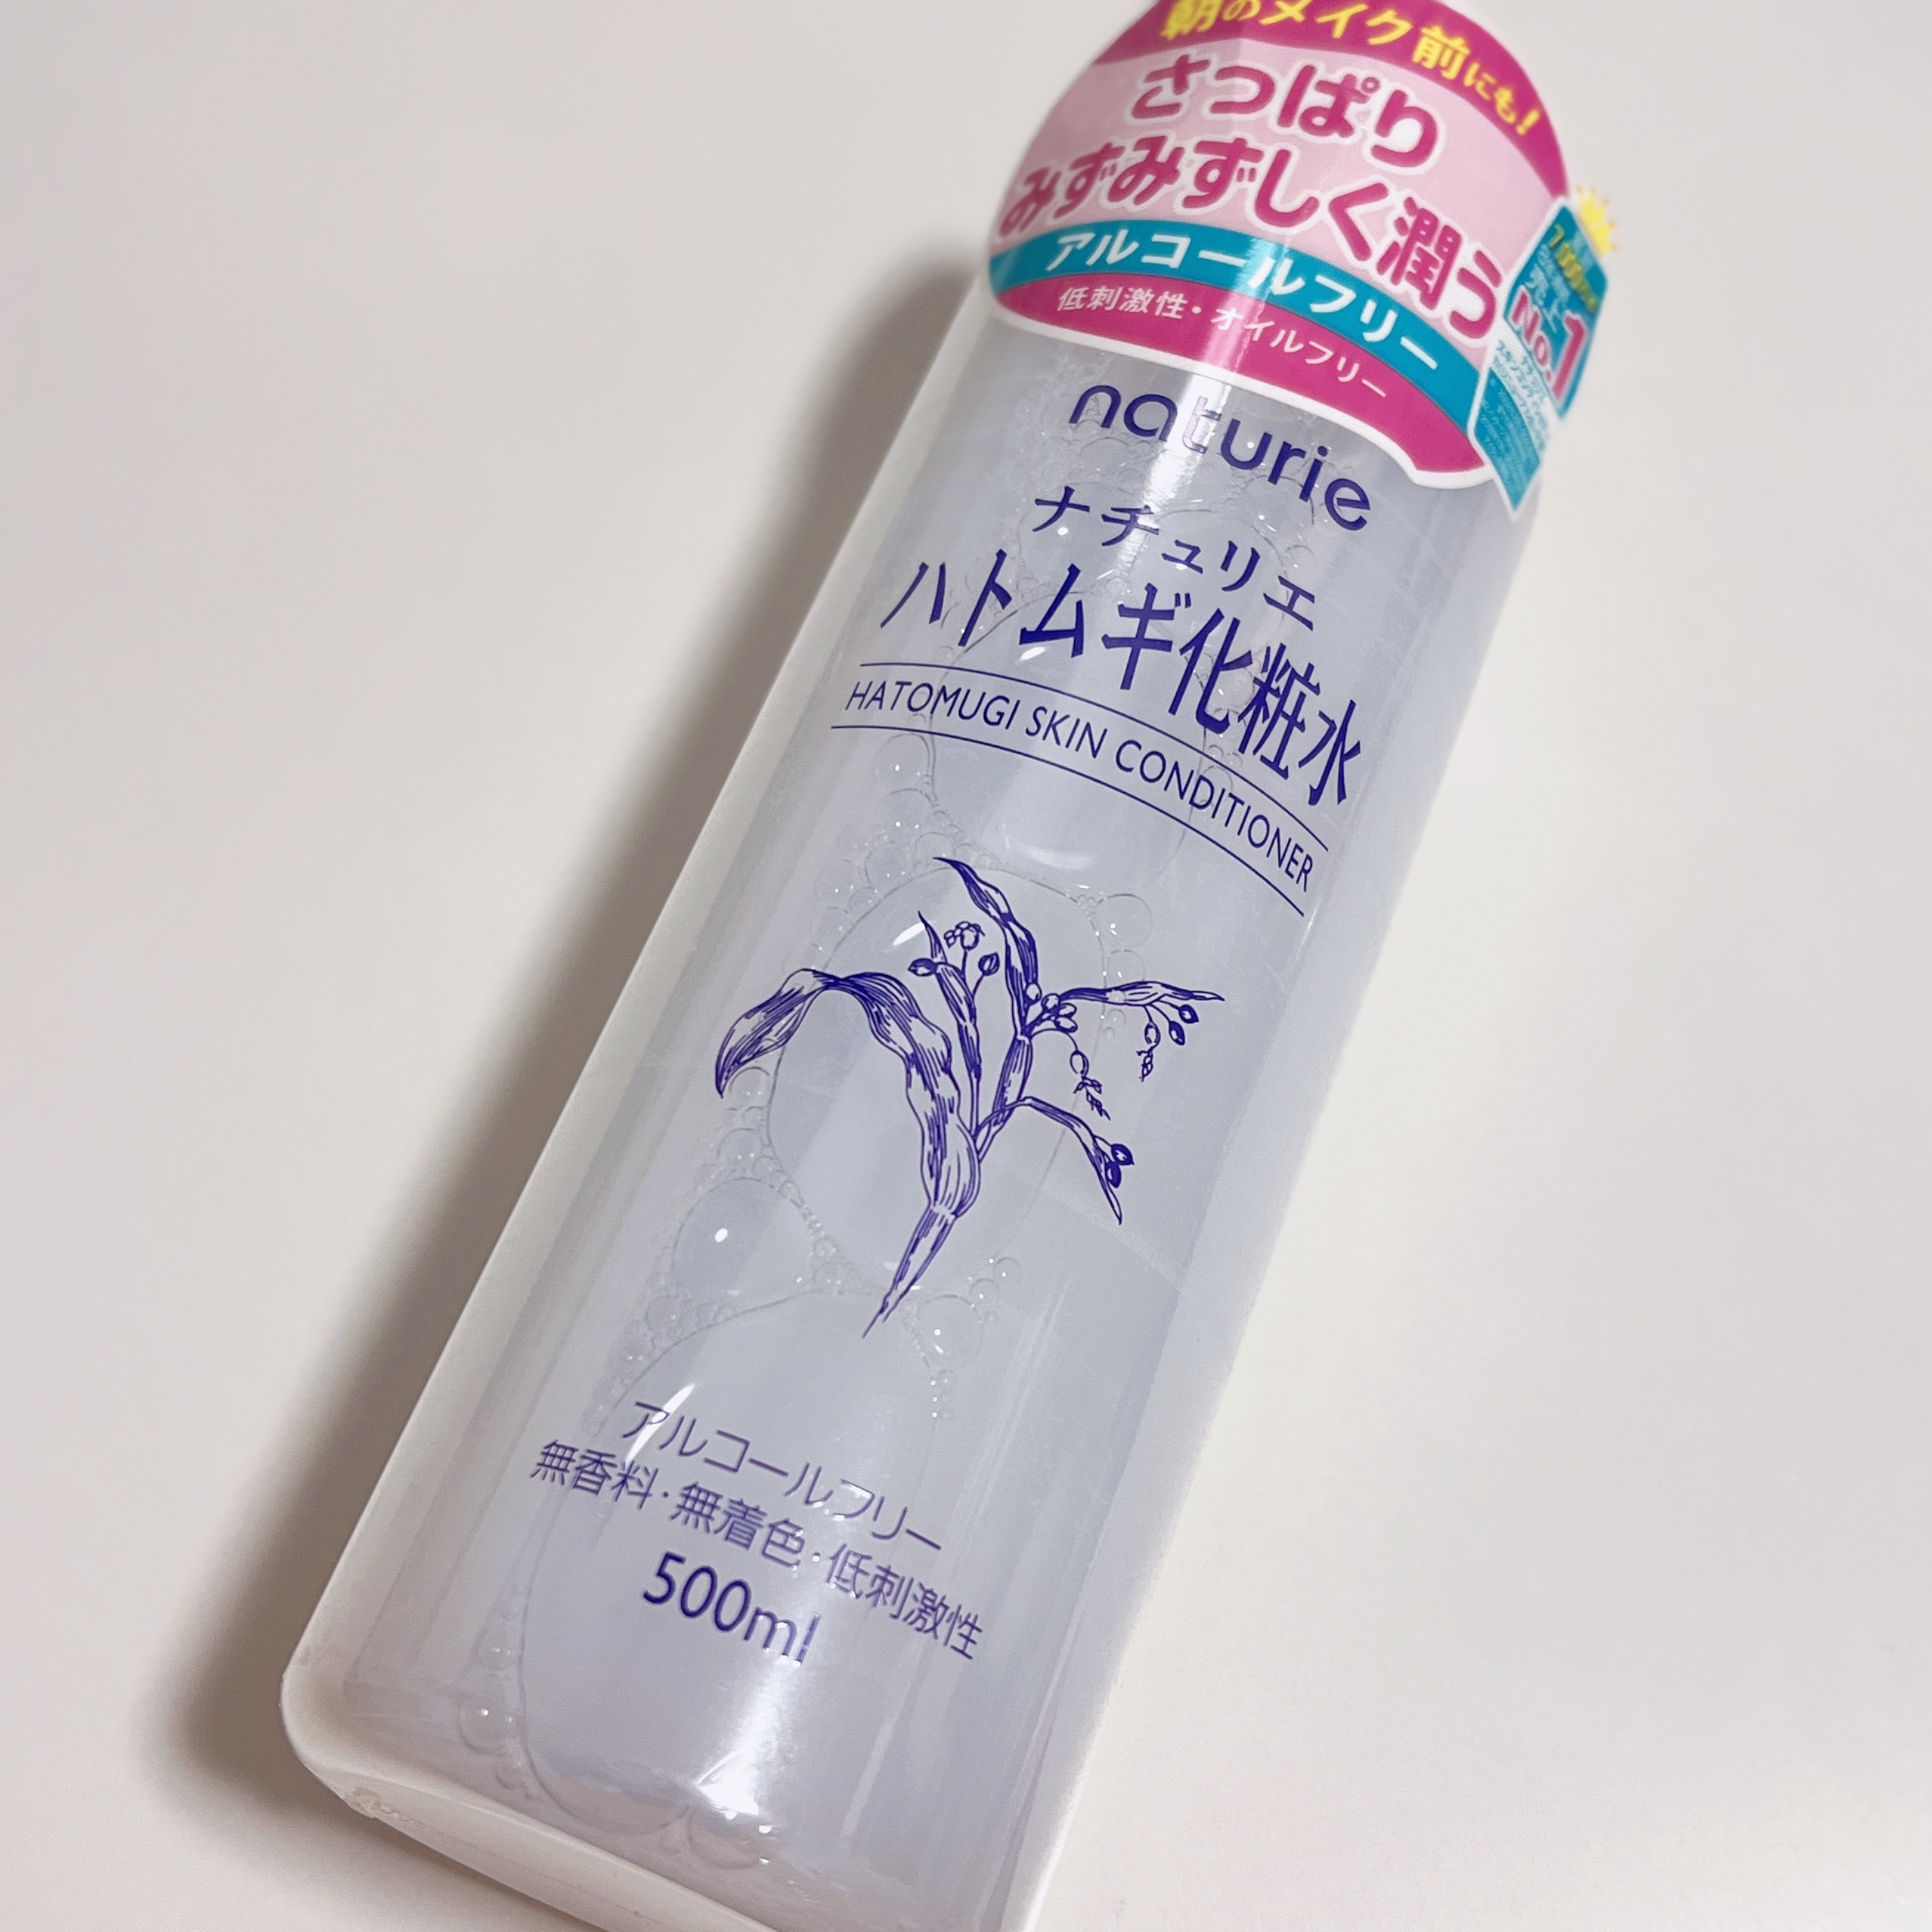 朝のメイク前にも!
さっぱり
みずみずしく潤う
アルコールフリー
低刺激性・オイルフリー
売上
No.1
naturie
ナチュリエ
ハトムギ化粧水
HATOMUGI SKIN CONDITIONER
アルコールフリー
無香料・無着色・低刺激性
500ml